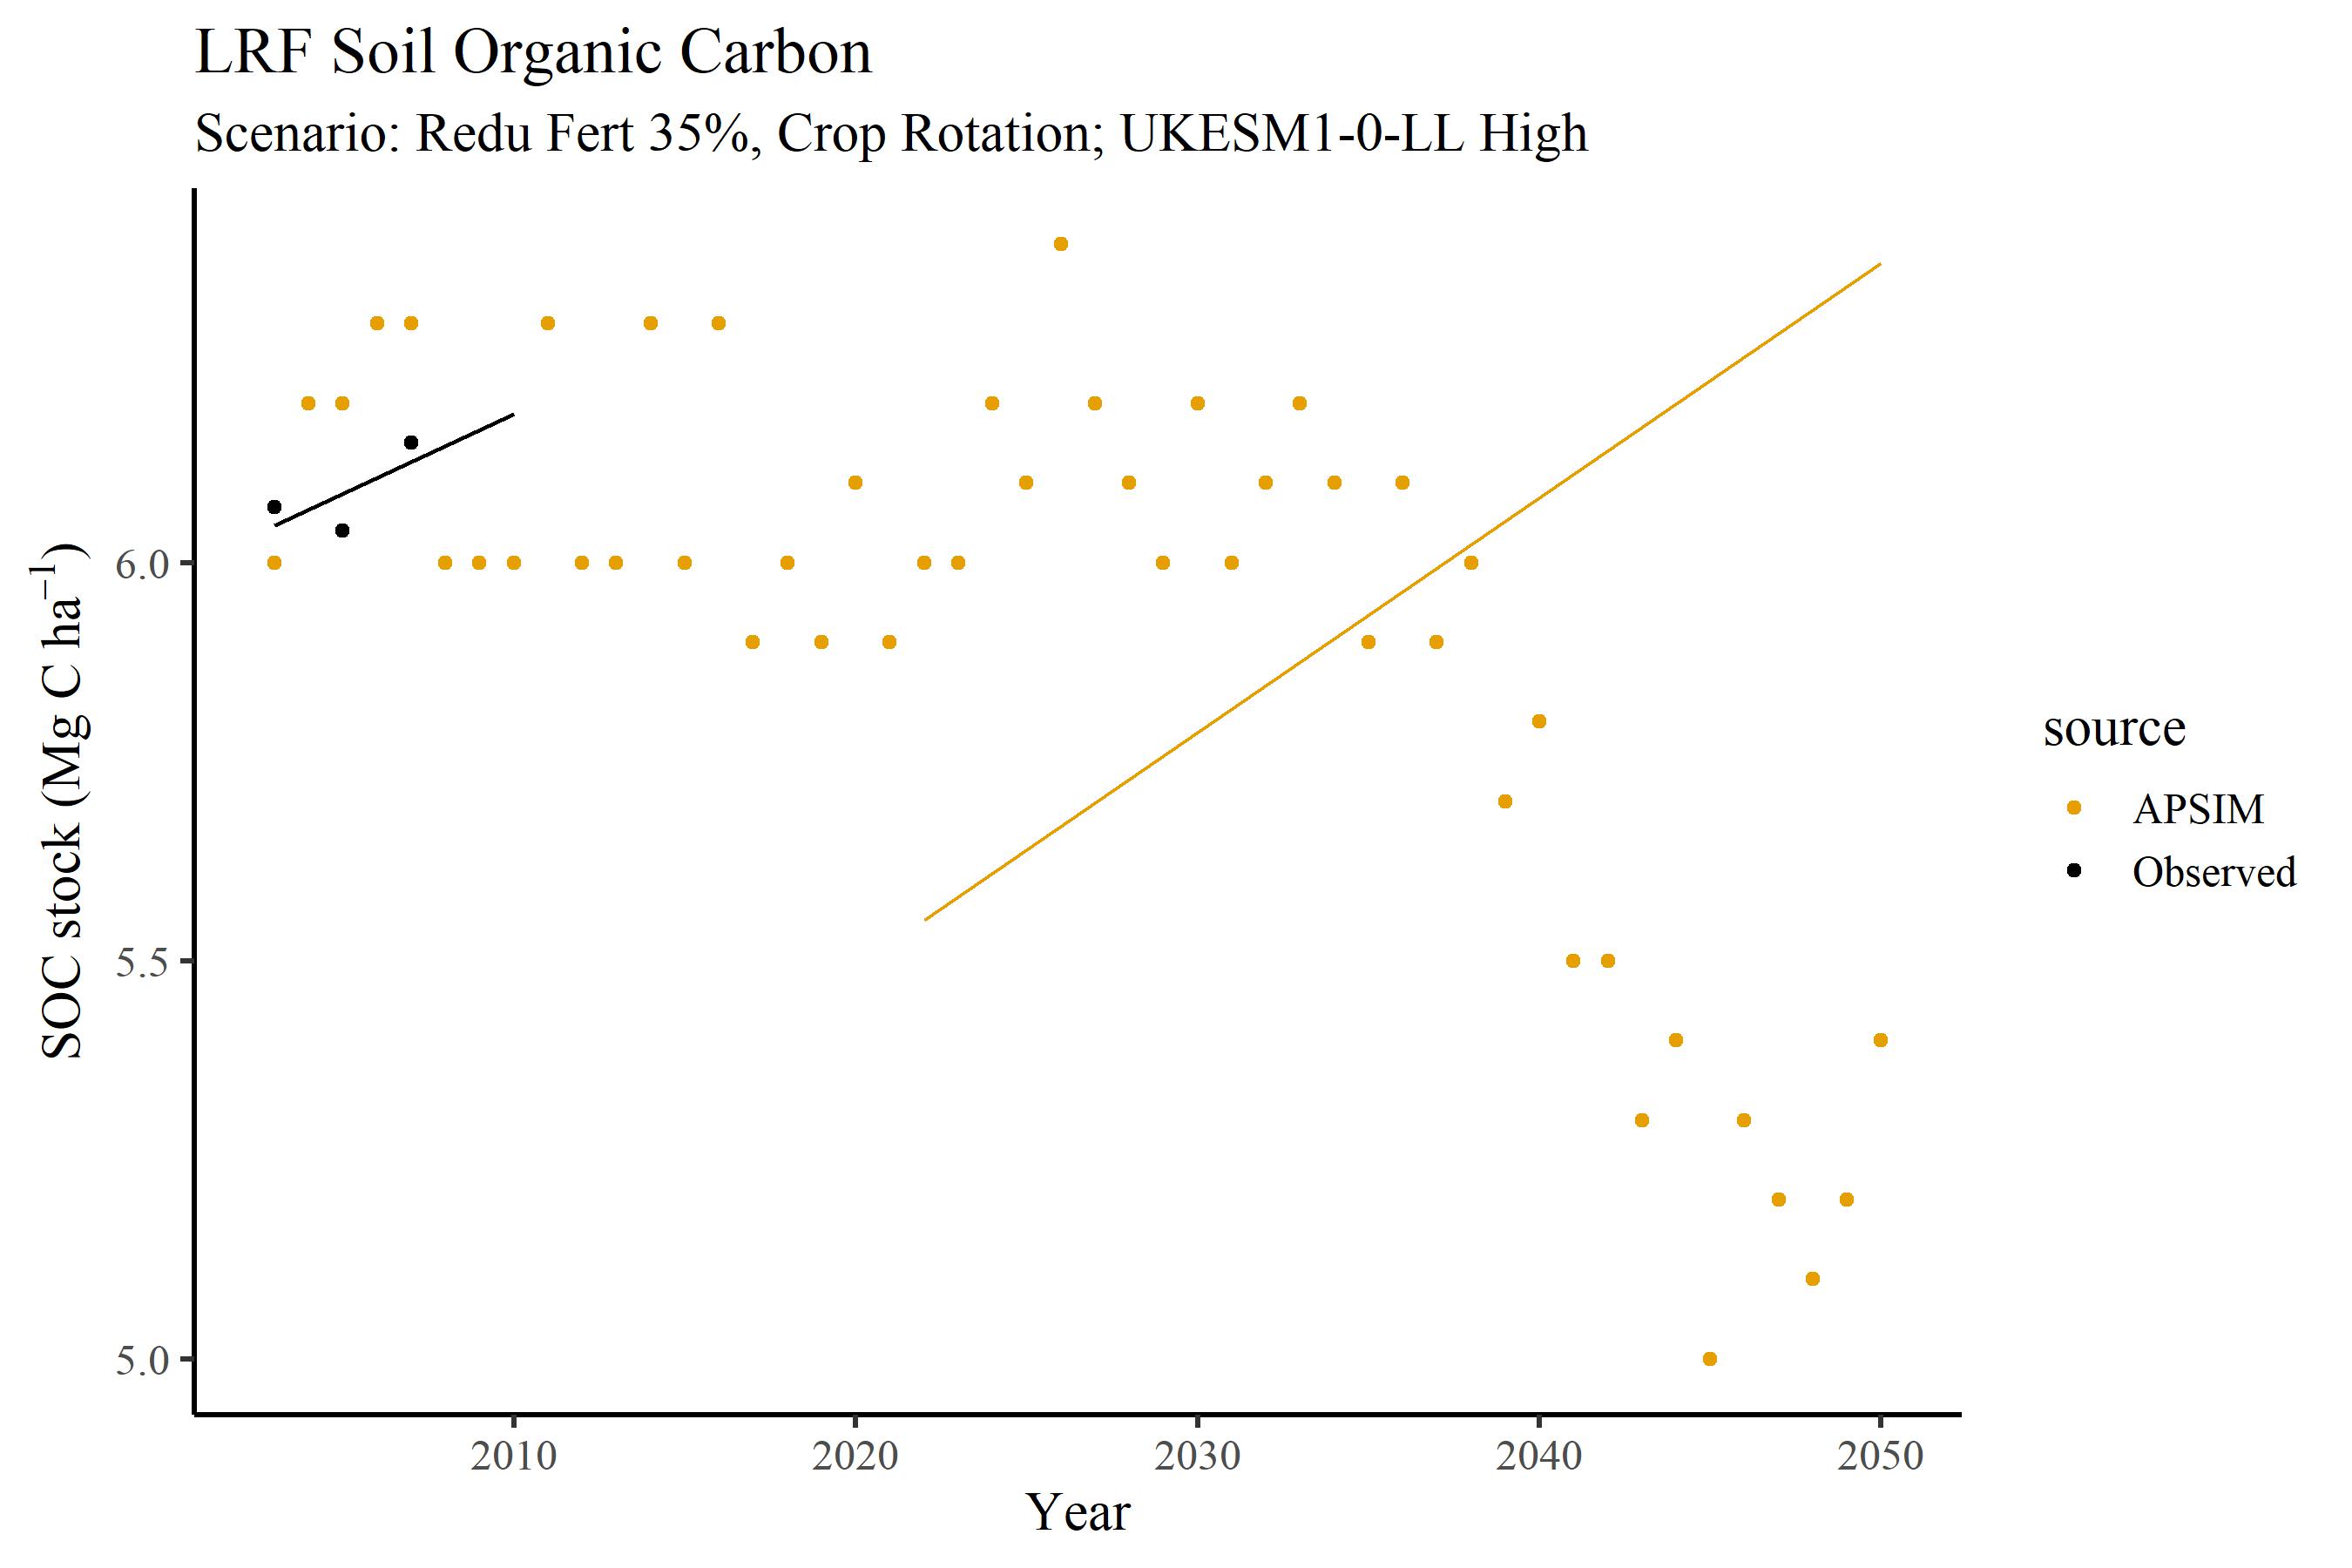 LRF Soil Organic Carbon
Scenario: Redu Fert 35%, Crop Rotation; UKESM1-0-LL High
SOC stock (Mg C ha⁻¹)
6.0
5.5
5.0
2010 2020 2030 2040 2050
Year
source
APSIM
Observed